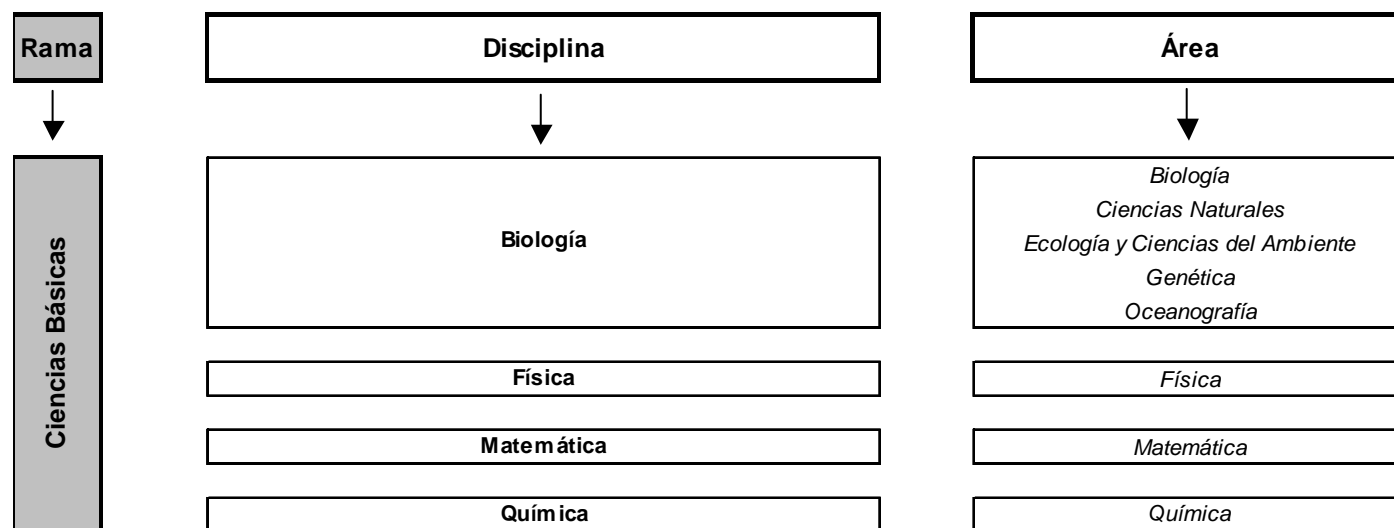 Rama
Disciplina
Área
Ciencias Básicas
Biología
Biología
Ciencias Naturales
Ecología y Ciencias del Ambiente
Genética
Oceanografía
Física
Física
Matemática
Matemática
Química
Química